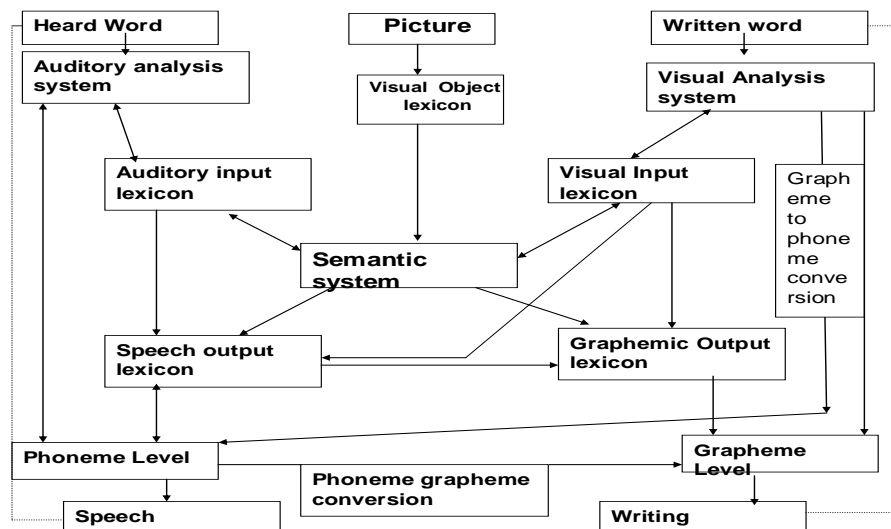 Heard Word
Picture
Written word
Auditory analysis
system
Visual Object
lexicon
Visual Analysis
system
Auditory input
lexicon
Visual Input
lexicon
Graph
eme
to
phone
me
conve
rsion
Semantic
system
Speech output
lexicon
Graphemic Output
lexicon
Phoneme Level
Phoneme grapheme
conversion
Grapheme
Level
Speech
Writing